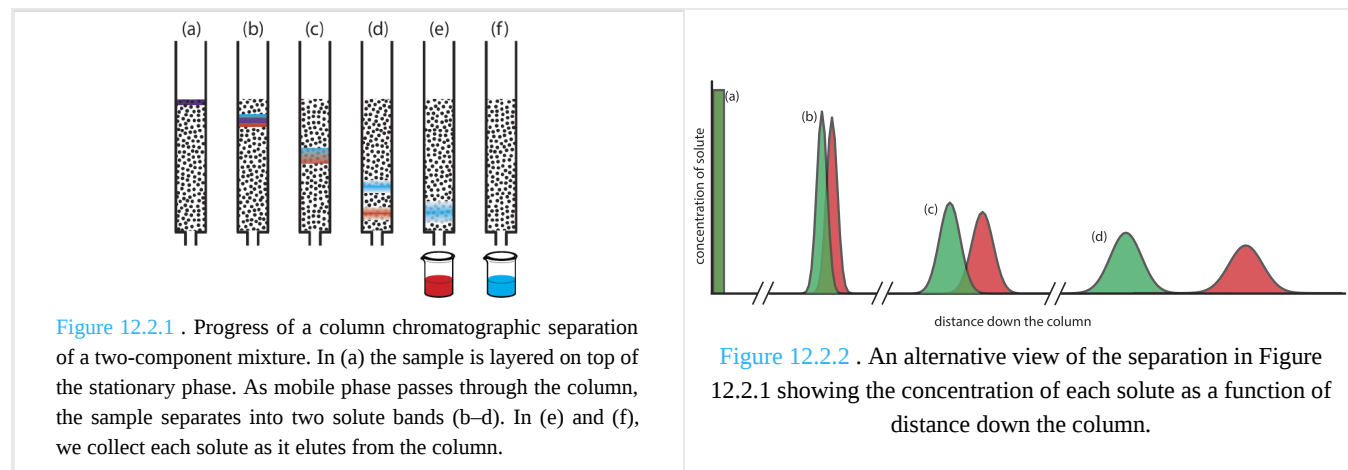 (a) (b) (c) (d) (e) (f)
Figure 12.2.1 . Progress of a column chromatographic separation
of a two-component mixture. In (a) the sample is layered on top of
the stationary phase. As mobile phase passes through the column,
the sample separates into two solute bands (b–d). In (e) and (f),
we collect each solute as it elutes from the column.
concentration of solute
(a)
(b)
(c)
(d)
distance down the column
Figure 12.2.2 . An alternative view of the separation in Figure
12.2.1 showing the concentration of each solute as a function of
distance down the column.